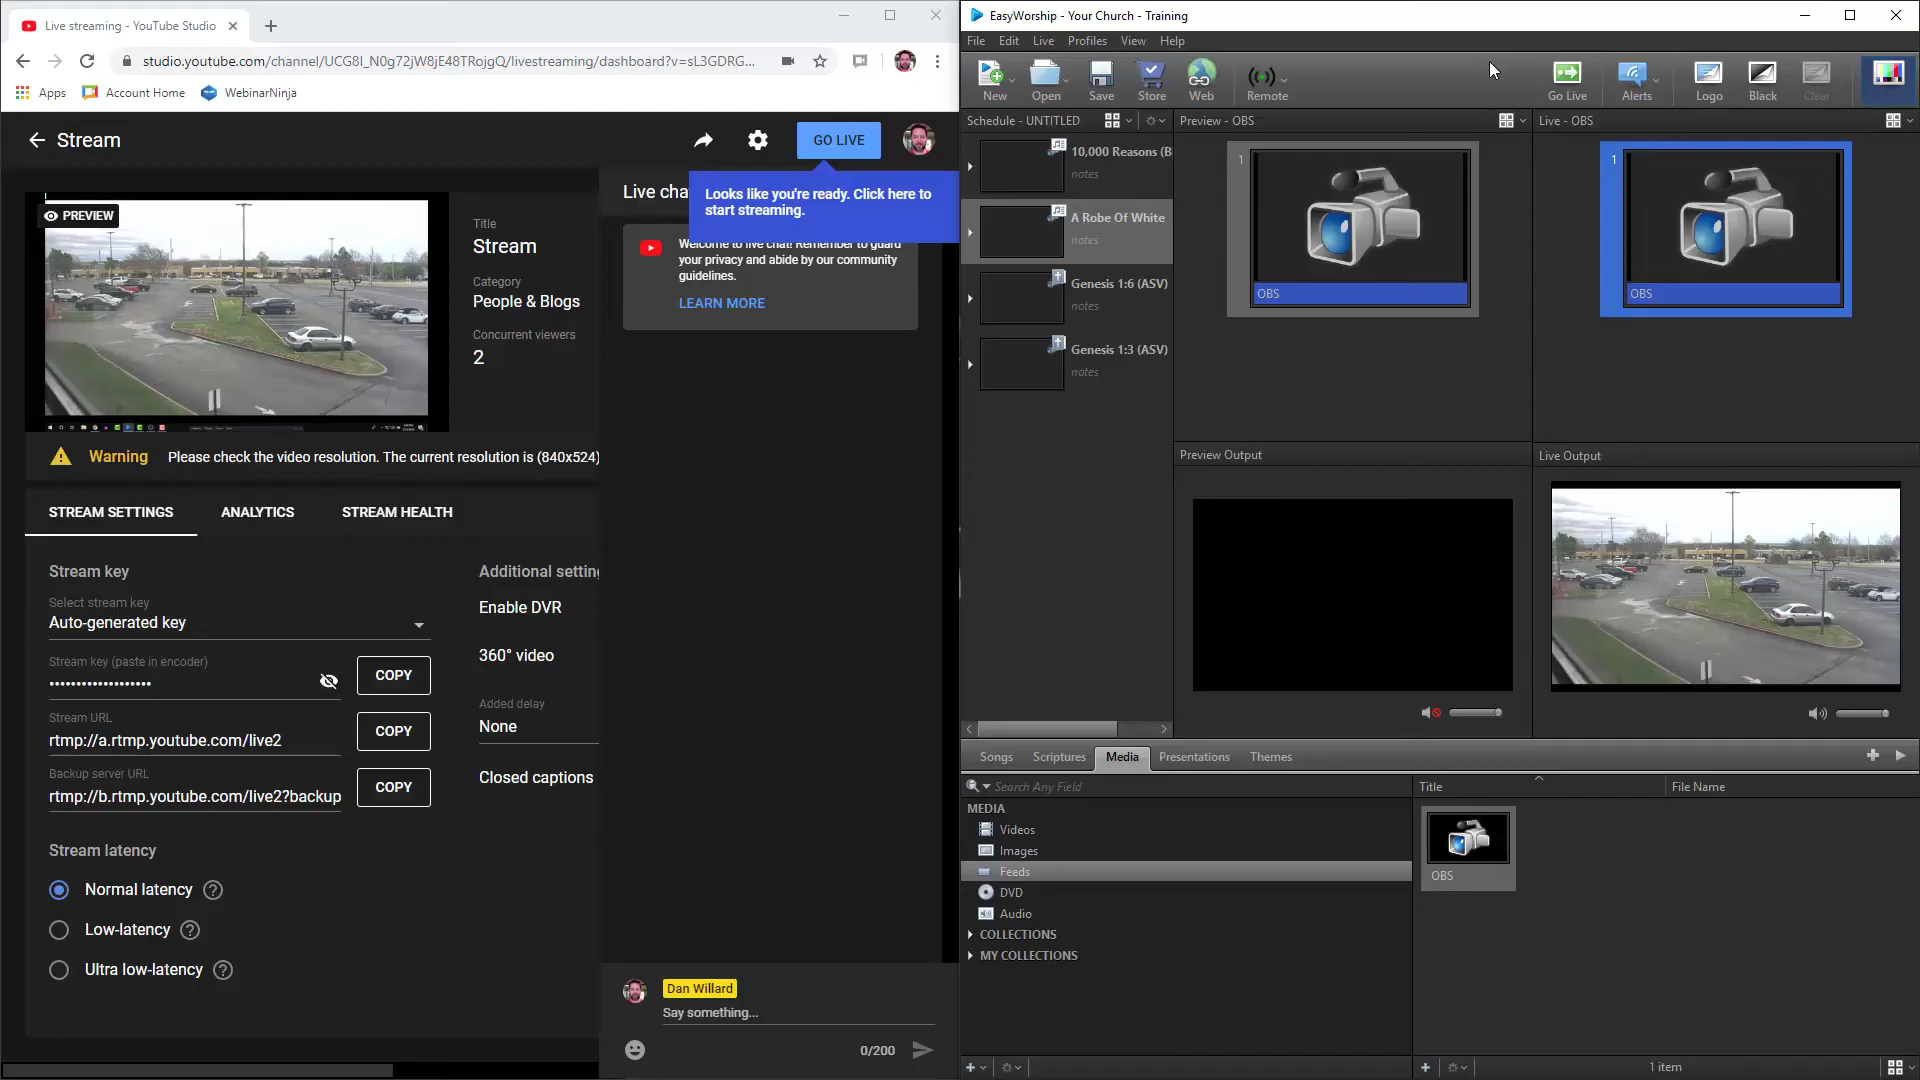 Live streaming - YouTube Studio
studio.youtube.com/channel/UCG8I_N0g72jW8jE48TRojgQ/livestreaming/dashboard?v=sL3GDRG...
Apps
Account Home
WebinarNinja
Stream
GO LIVE
Looks like you're ready. Click here to
start streaming.
PREVIEW
Title
Stream
Category
People & Blogs
Concurrent viewers
2
Live cha
Welcome to live chat! Remember to guard
your privacy and abide by our community
guidelines.
LEARN MORE
Warning Please check the video resolution. The current resolution is (840x524)
STREAM SETTINGS
ANALYTICS
STREAM HEALTH
Stream key
Select stream key
Auto-generated key
Stream key (paste in encoder)
COPY
Stream URL
rtmp://a.rtmp.youtube.com/live2
COPY
Backup server URL
rtmp://b.rtmp.youtube.com/live2?backup
COPY
Stream latency
Normal latency
Low-latency
Ultra low-latency
Additional setting
Enable DVR
360° video
Added delay
None
Closed captions
Dan Willard
Say something...
0/200
EasyWorship - Your Church - Training
File Edit Live Profiles View Help
New Open Save Store Web Remote Go Live Alerts Logo Black Clear
Schedule - UNTITLED
10,000 Reasons (B
notes
A Robe Of White
notes
Genesis 1:6 (ASV)
notes
Genesis 1:3 (ASV)
notes
Preview - OBS
1
OBS
Live - OBS
1
OBS
Preview Output
Live Output
Songs Scriptures Media Presentations Themes
Search Any Field
MEDIA
Videos
Images
Feeds
DVD
Audio
COLLECTIONS
MY COLLECTIONS
Title
File Name
OBS
1 item